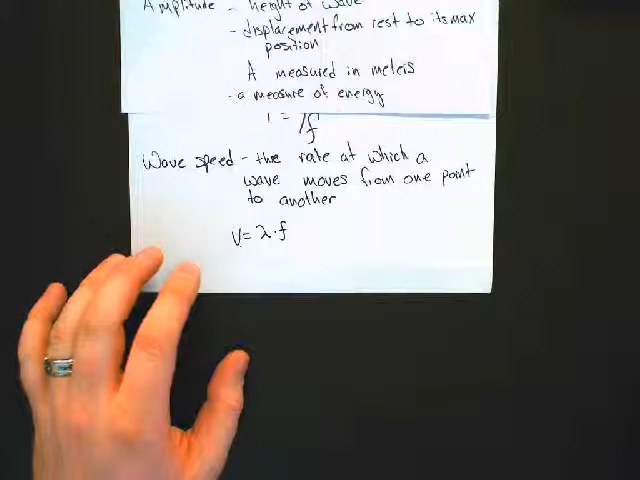 Amplitude - height of wave
- displacement from rest to its max
position
A measured in meters
- a measure of energy
= 1/f
Wave speed - the rate at which a
wave moves from one point
to another
V = λ · f